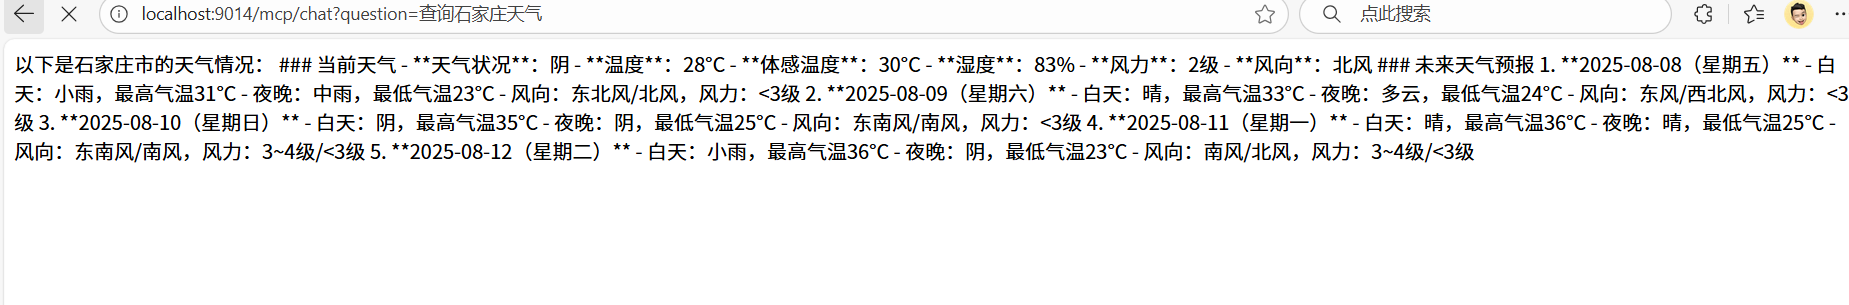 localhost:9014/mcp/chat?question=查询石家庄天气
点此搜索
以下是石家庄市的天气情况： ### 当前天气 - **天气状况**：阴 - **温度**：28°C - **体感温度**：30°C - **湿度**：83% - **风力**：2级 - **风向**：北风 ### 未来天气预报 1. **2025-08-08（星期五）** - 白
天：小雨，最高气温31°C - 夜晚：中雨，最低气温23°C - 风向：东北风/北风，风力：<3级 2. **2025-08-09（星期六）** - 白天：晴，最高气温33°C - 夜晚：多云，最低气温24°C - 风向：东风/西北风，风力：<3
级 3. **2025-08-10（星期日）** - 白天：阴，最高气温35°C - 夜晚：阴，最低气温25°C - 风向：东南风/南风，风力：<3级 4. **2025-08-11（星期一）** - 白天：晴，最高气温36°C - 夜晚：晴，最低气温25°C -
风向：东南风/南风，风力：3~4级/<3级 5. **2025-08-12（星期二）** - 白天：小雨，最高气温36°C - 夜晚：阴，最低气温23°C - 风向：南风/北风，风力：3~4级/<3级